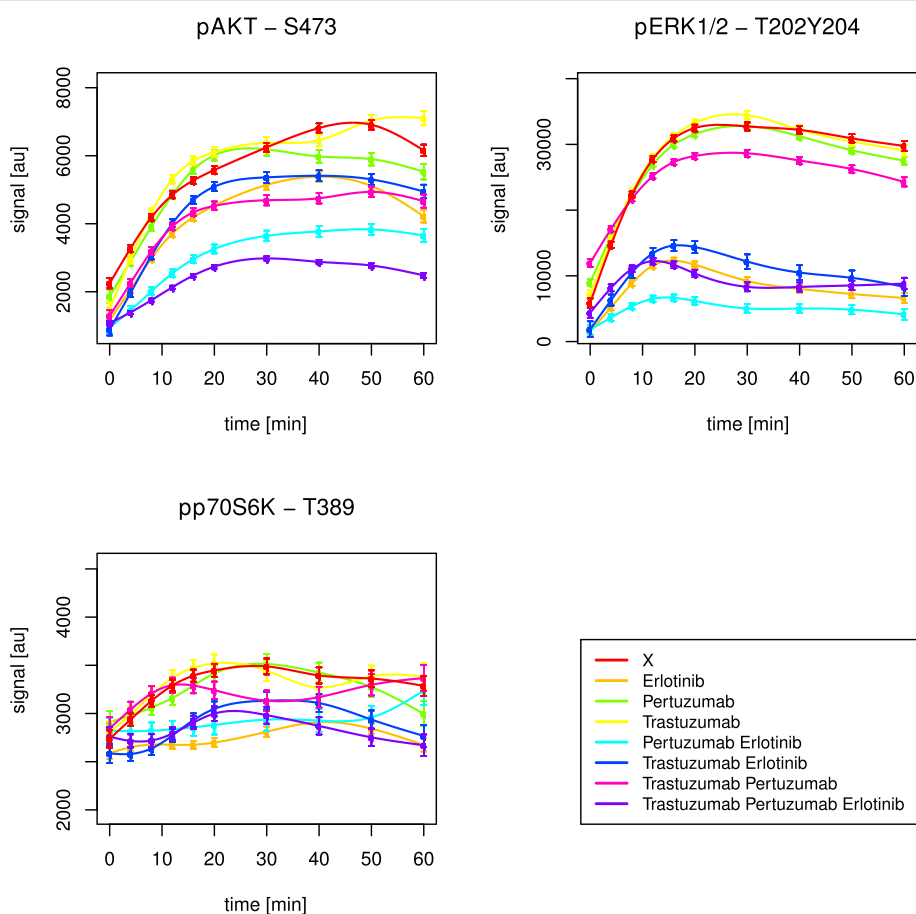 pAKT − S473
signal [au]
8000
6000
4000
2000
0 10 20 30 40 50 60
time [min]
pERK1/2 − T202Y204
signal [au]
30000
10000
0
0 10 20 30 40 50 60
time [min]
pp70S6K − T389
signal [au]
4000
3000
2000
0 10 20 30 40 50 60
time [min]
X
Erlotinib
Pertuzumab
Trastuzumab
Pertuzumab Erlotinib
Trastuzumab Erlotinib
Trastuzumab Pertuzumab
Trastuzumab Pertuzumab Erlotinib